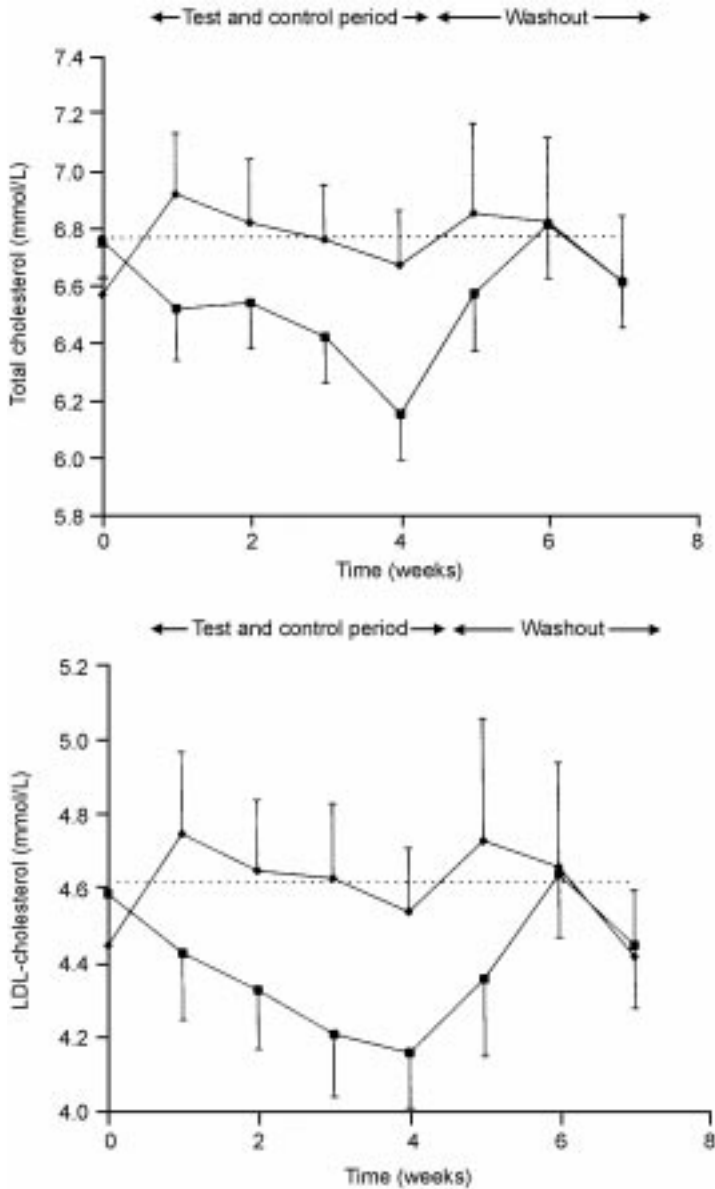 Test and control period Washout
7.4
7.2
7.0
6.8
6.6
6.4
6.2
6.0
5.8
Total cholesterol (mmol/L)
0 2 4 6 8
Time (weeks)
Test and control period Washout
5.2
5.0
4.8
4.6
4.4
4.2
4.0
LDL-cholesterol (mmol/L)
0 2 4 6 8
Time (weeks)